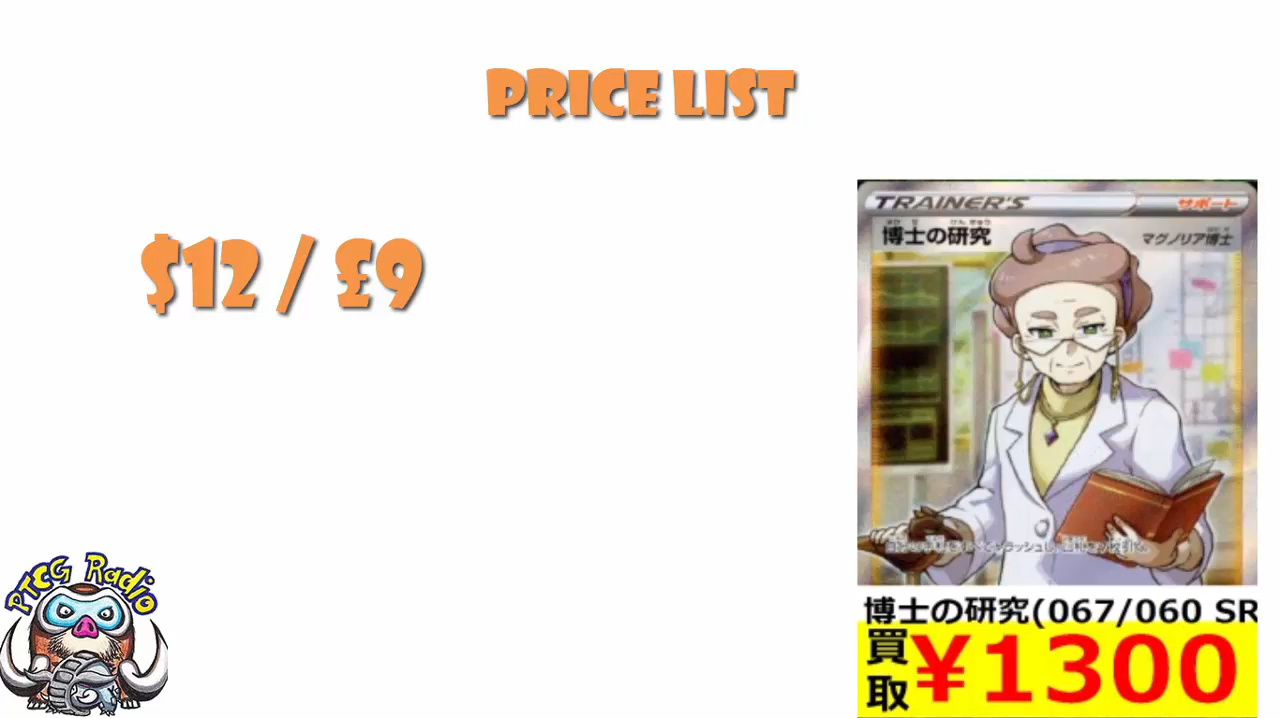 PRICE LIST
$12 / £9
TRAINER'S
サポート
博士の研究
マグノリア博士
PTCG Radio
博士の研究(067/060 SR
買取
¥1300